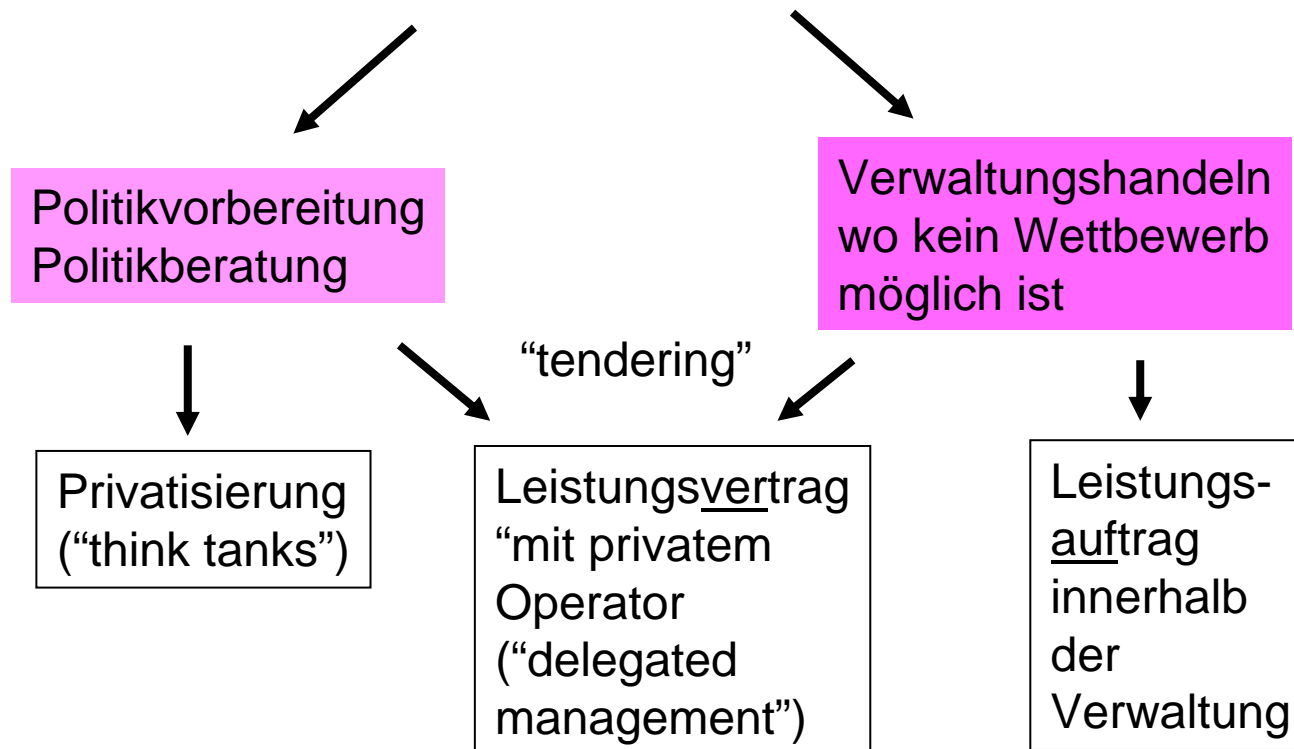 Politikvorbereitung
Politikberatung
Verwaltungshandeln
wo kein Wettbewerb
möglich ist
“tendering”
Privatisierung
(“think tanks”)
Leistungsvertrag
“mit privatem
Operator
(“delegated
management”)
Leistungs-
auftrag
innerhalb
der
Verwaltung